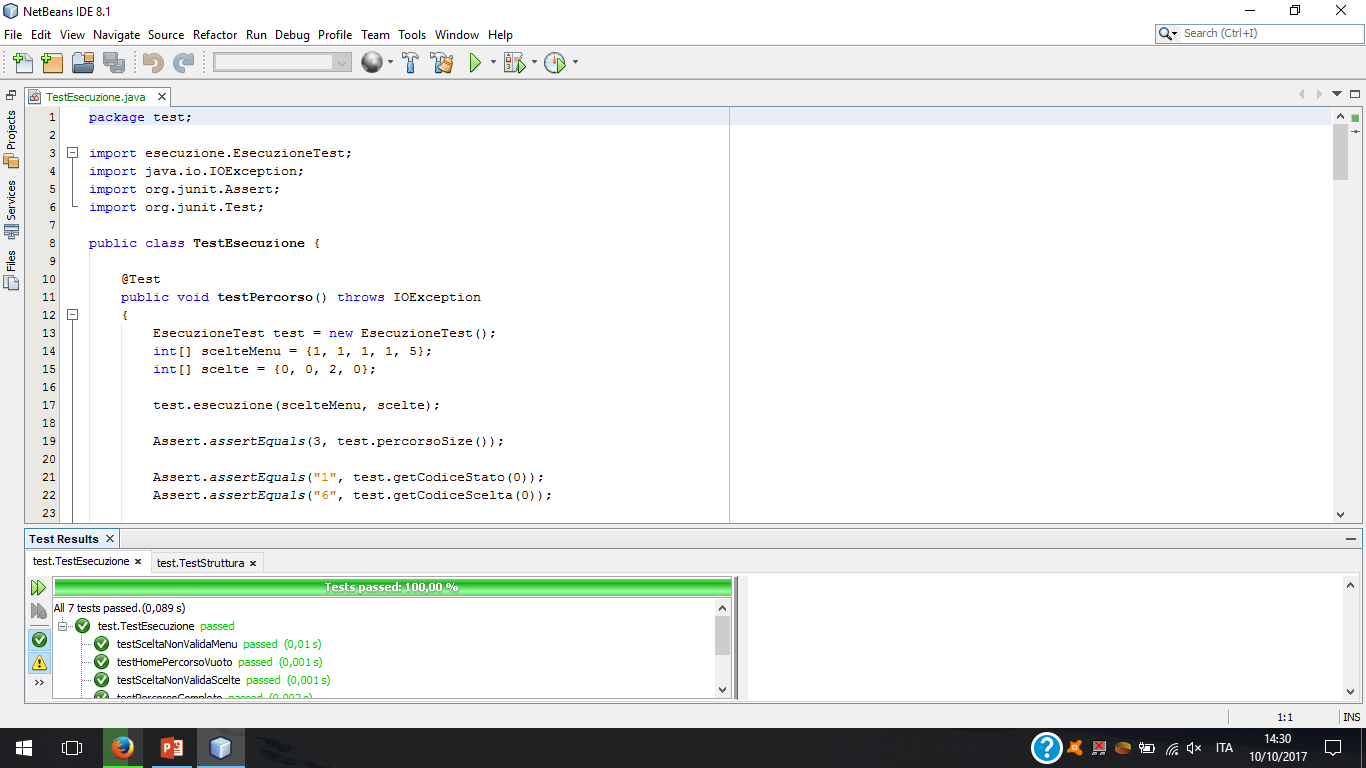 NetBeans IDE 8.1
File Edit View Navigate Source Refactor Run Debug Profile Team Tools Window Help
Search (Ctrl+I)
TestEsecuzione.java
Projects
Services
Files
1 package test;
2
3 import esecuzione.EsecuzioneTest;
4 import java.io.IOException;
5 import org.junit.Assert;
6 import org.junit.Test;
7
8 public class TestEsecuzione {
9
10 @Test
11 public void testPercorso() throws IOException
12 {
13 EsecuzioneTest test = new EsecuzioneTest();
14 int[] scelteMenu = {1, 1, 1, 1, 5};
15 int[] scelte = {0, 0, 2, 0};
16
17 test.esecuzione(scelteMenu, scelte);
18
19 Assert.assertEquals(3, test.percorsoSize());
20
21 Assert.assertEquals("1", test.getCodiceStato(0));
22 Assert.assertEquals("6", test.getCodiceScelta(0));
23
Test Results
test.TestEsecuzione test.TestStruttura
Tests passed: 100,00 %
All 7 tests passed.(0,089 s)
test.TestEsecuzione passed
testSceltaNonValidaMenu passed (0,01 s)
testHomePercorsoVuoto passed (0,001 s)
testSceltaNonValidaScelte passed (0,001 s)
testPercorsoCompleto passed (0,002 s)
1:1 INS
ITA
14:30
10/10/2017